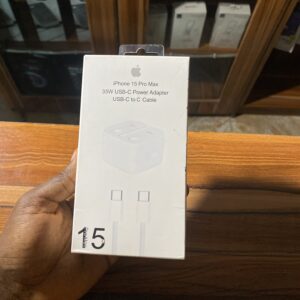 iPhone 15 Pro Max
35W USB-C Power Adapter
USB-C to C Cable
15